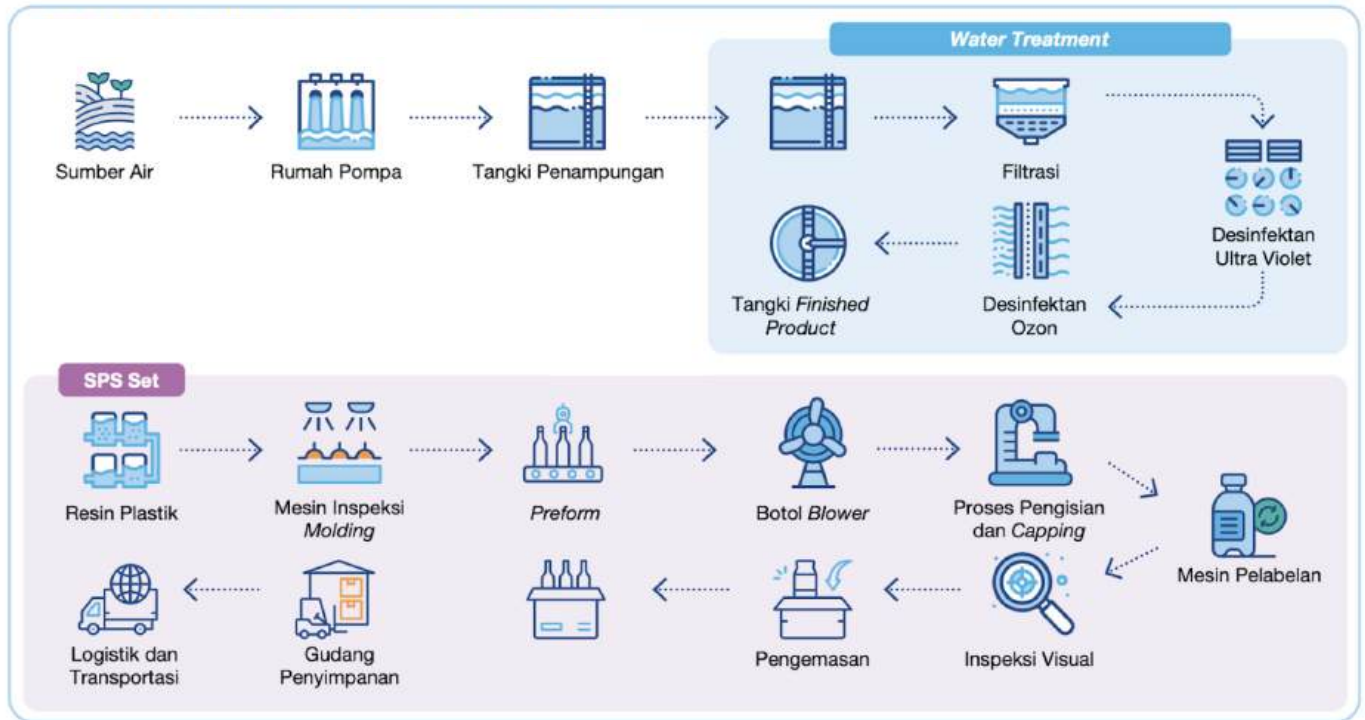 Water Treatment
Sumber Air
Rumah Pompa
Tangki Penampungan
Filtrasi
Desinfektan
Ultra Violet
Desinfektan
Ozon
Tangki Finished
Product
SPS Set
Resin Plastik
Mesin Inspeksi
Molding
Preform
Botol Blower
Proses Pengisian
dan Capping
Mesin Pelabelan
Inspeksi Visual
Pengemasan
Gudang
Penyimpanan
Logistik dan
Transportasi